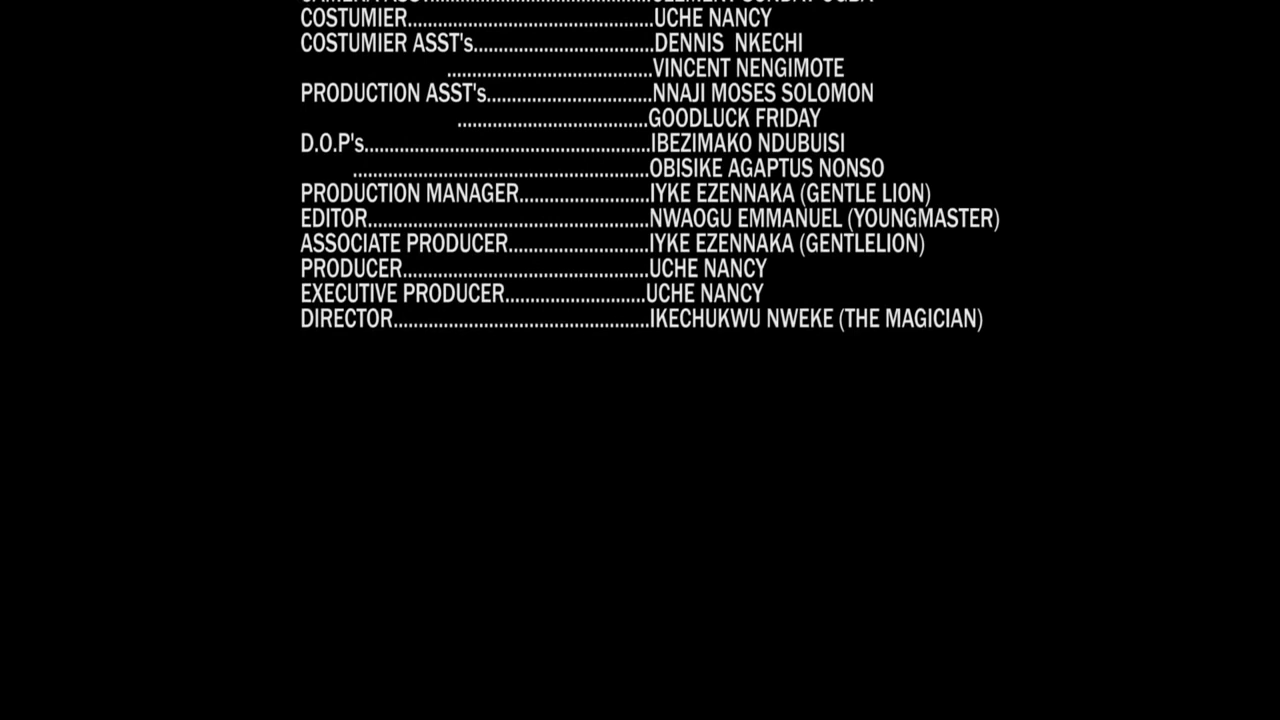 COSTUMIER................................................UCHE NANCY
COSTUMIER ASST's....................................DENNIS  NKECHI
.........................................VINCENT NENGIMOTE
PRODUCTION ASST's.................................NNAJI MOSES SOLOMON
......................................GOODLUCK FRIDAY
D.O.P's.........................................................IBEZIMAKO NDUBUISI
...........................................................OBISIKE AGAPTUS NONSO
PRODUCTION MANAGER..........................IYKE EZENNAKA (GENTLE LION)
EDITOR........................................................NWAOGU EMMANUEL (YOUNGMASTER)
ASSOCIATE PRODUCER............................IYKE EZENNAKA (GENTLELION)
PRODUCER.................................................UCHE NANCY
EXECUTIVE PRODUCER............................UCHE NANCY
DIRECTOR...................................................IKECHUKWU NWEKE (THE MAGICIAN)